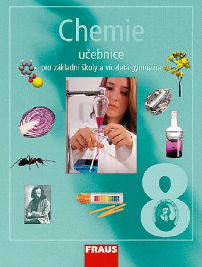 Chemie
učebnice
pro základní školy a víceletá gymnázia
8
FRAUS